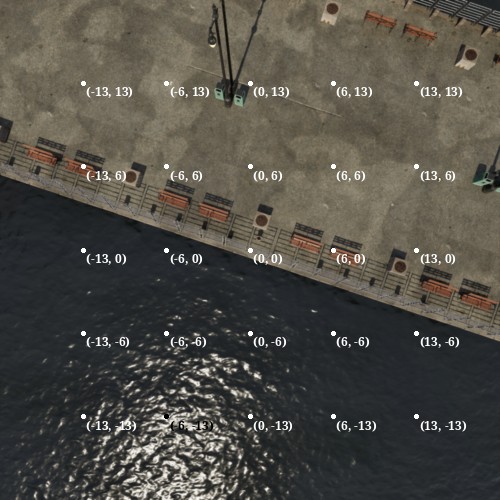 (-13, 13) (-6, 13) (0, 13) (6, 13) (13, 13)
(-13, 6) (-6, 6) (0, 6) (6, 6) (13, 6)
(-13, 0) (-6, 0) (0, 0) (6, 0) (13, 0)
(-13, -6) (-6, -6) (0, -6) (6, -6) (13, -6)
(-13, -13) (-6, -13) (0, -13) (6, -13) (13, -13)